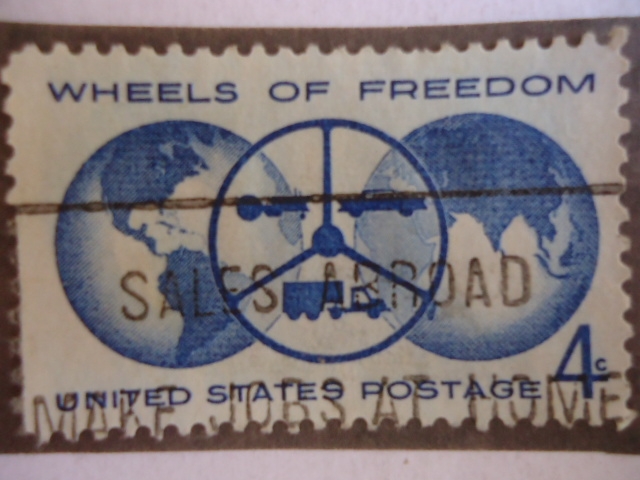 WHEELS OF FREEDOM
SALES ABROAD
UNITED STATES POSTAGE 4c
MAKE JOBS AT HOME